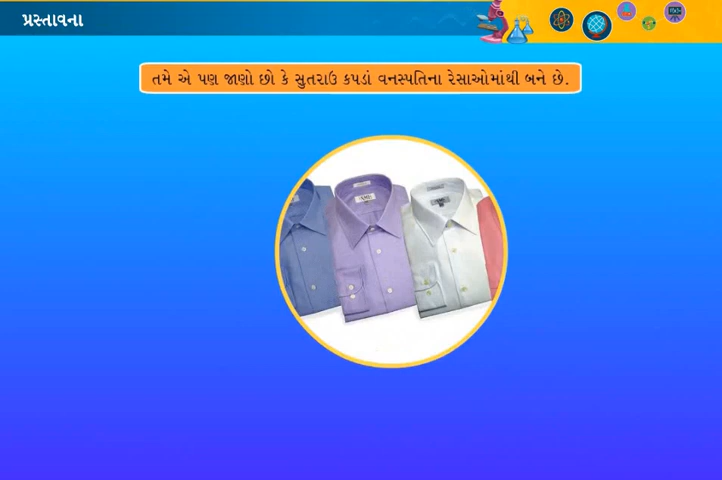 પ્રસ્તાવના
તમે એ પણ જાણો છો કે સુતરાઉ કપડાં વનસ્પતિના રેસાઓમાંથી બને છે.